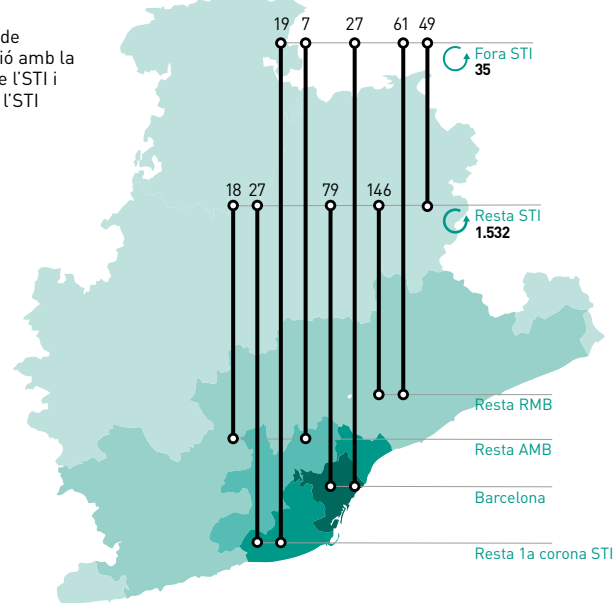 de
ió amb la
e l’STI i
l’STI
19 7 27 61 49
Fora STI
35
18 27 79 146
Resta STI
1.532
Resta RMB
Resta AMB
Barcelona
Resta 1a corona STI